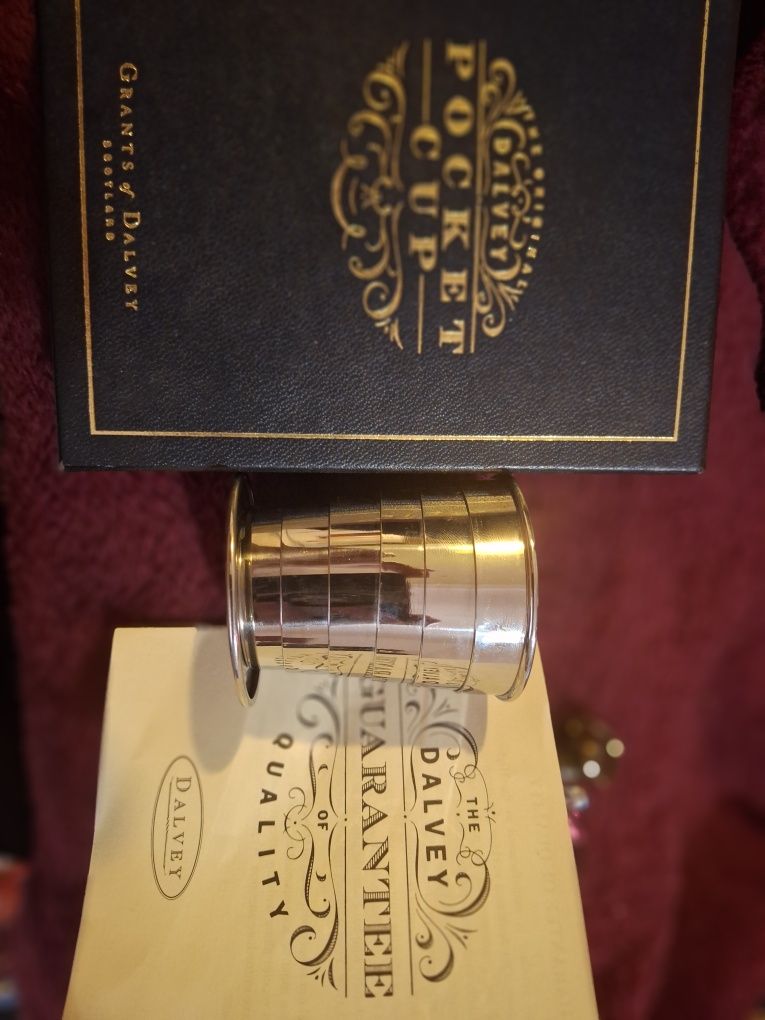 THE ORIGINAL
DALVEY
POCKET
CUP
GRANTS of DALVEY
SCOTLAND
THE
DALVEY
GUARANTEE
OF
QUALITY
DALVEY